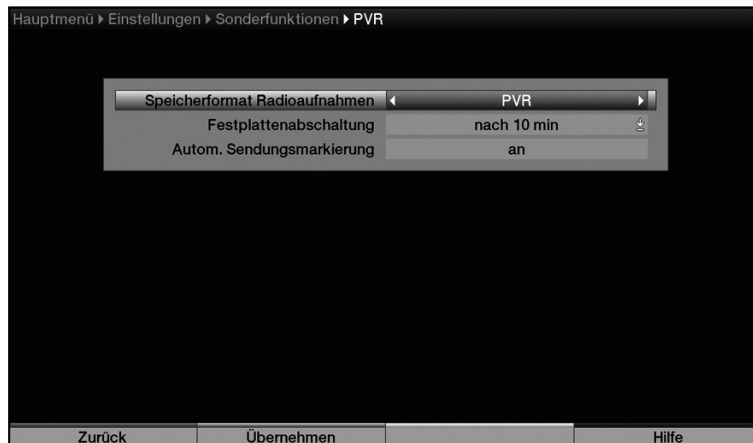 Hauptmenü ▸ Einstellungen ▸ Sonderfunktionen ▸ PVR
Speicherformat Radioaufnahmen PVR
Festplattenabschaltung nach 10 min
Autom. Sendungsmarkierung an
Zurück Übernehmen Hilfe